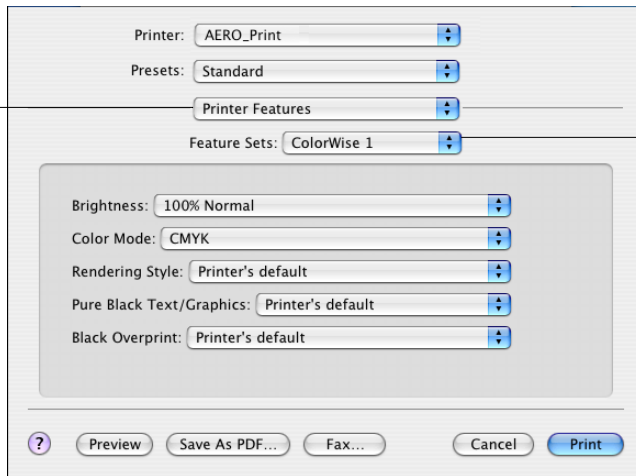 Printer: AERO_Print
Presets: Standard
Printer Features
Feature Sets: ColorWise 1
Brightness: 100% Normal
Color Mode: CMYK
Rendering Style: Printer's default
Pure Black Text/Graphics: Printer's default
Black Overprint: Printer's default
? Preview Save As PDF... Fax... Cancel Print